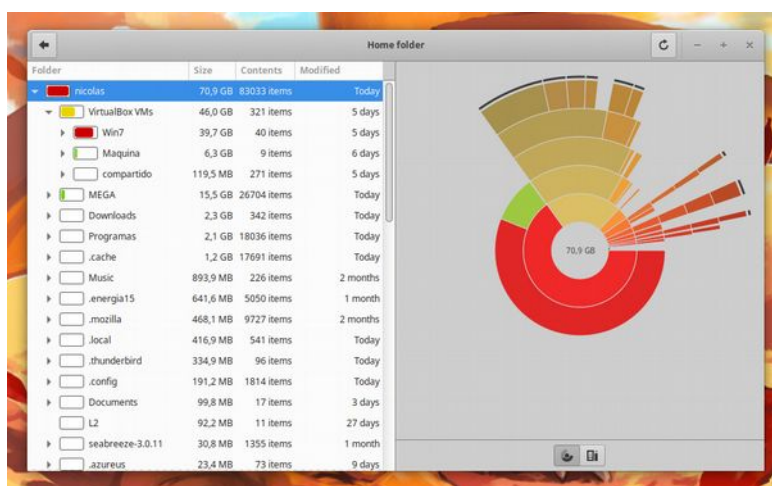 Home folder
Folder Size Contents Modified
nicolas 70,9 GB 83033 items Today
VirtualBox VMs 46,0 GB 321 items 5 days
Win7 39,7 GB 40 items 5 days
Maquina 6,3 GB 9 items 6 days
compartido 119,5 MB 271 items 5 days
MEGA 15,5 GB 26704 items Today
Downloads 2,3 GB 342 items Today
Programas 2,1 GB 18036 items Today
.cache 1,2 GB 17691 items Today
Music 893,9 MB 226 items 2 months
.energia15 641,6 MB 5050 items 1 month
.mozilla 468,1 MB 9727 items 2 months
.local 416,9 MB 541 items Today
.thunderbird 334,9 MB 96 items Today
.config 191,2 MB 1814 items Today
Documents 99,8 MB 17 items 3 days
L2 92,2 MB 11 items 27 days
seabreeze-3.0.11 30,8 MB 1355 items 1 month
.azureus 23,4 MB 73 items 9 days
70,9 GB